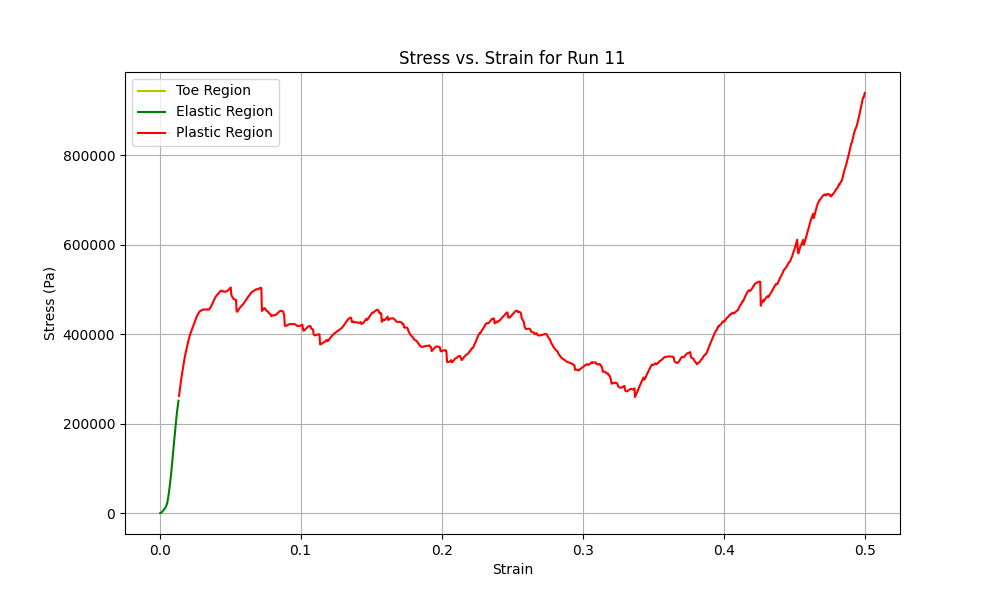 Stress vs. Strain for Run 11
Toe Region
Elastic Region
Plastic Region
Stress (Pa)
800000
600000
400000
200000
0
0.0 0.1 0.2 0.3 0.4 0.5
Strain